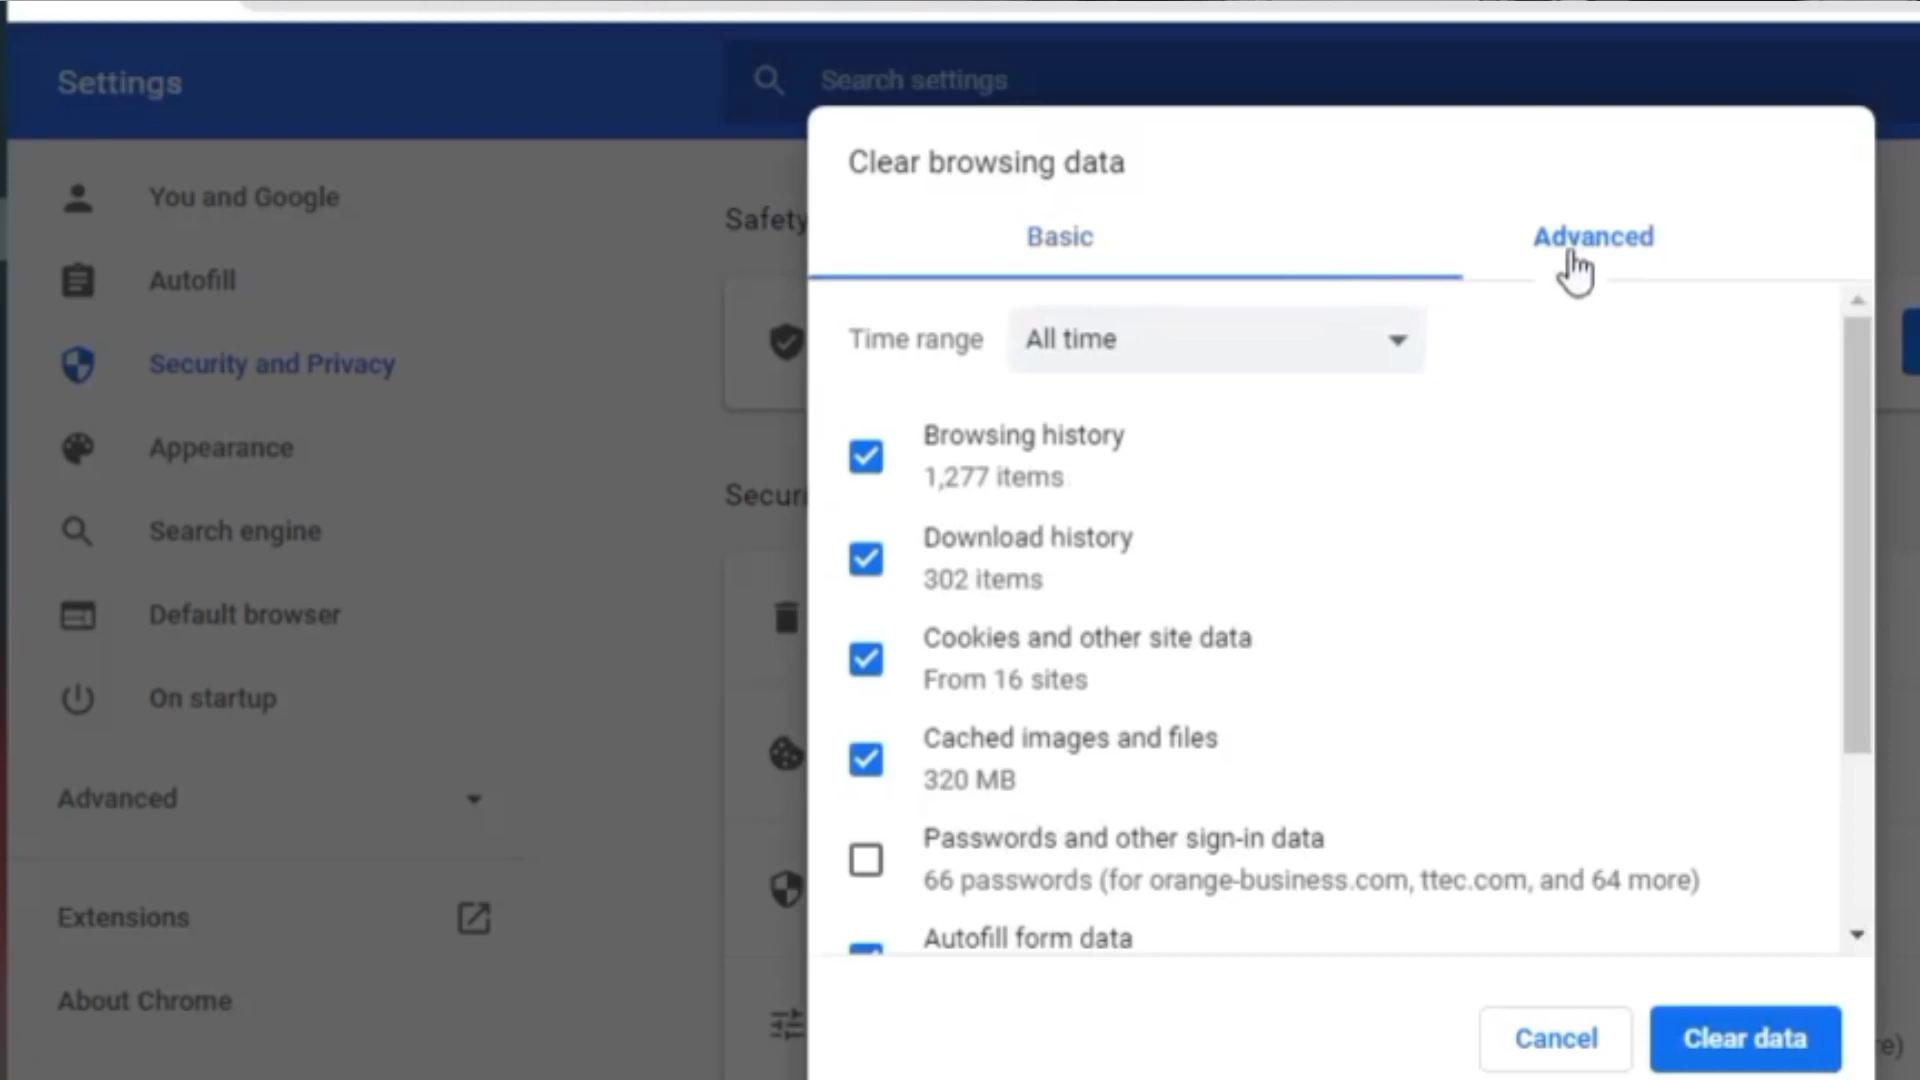 Settings
Search settings
You and Google
Autofill
Security and Privacy
Appearance
Search engine
Default browser
On startup
Advanced
Extensions
About Chrome
Safety
Securi
Clear browsing data
Basic
Advanced
Time range
All time
Browsing history
1,277 items
Download history
302 items
Cookies and other site data
From 16 sites
Cached images and files
320 MB
Passwords and other sign-in data
66 passwords (for orange-business.com, ttec.com, and 64 more)
Autofill form data
Cancel
Clear data
re)